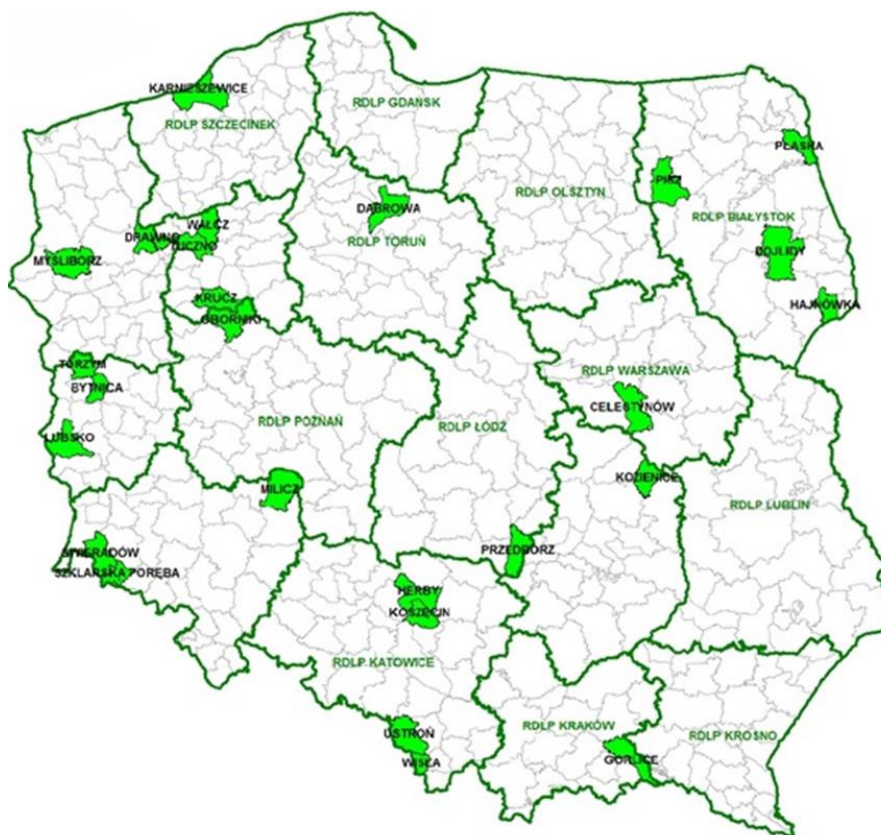 KARNIESZEWICE
RDLP GDAŃSK
RDLP SZCZECINEK
PŁASKA
PISZ
RDLP OLSZTYN
DĄBROWA
RDLP BIAŁYSTOK
WAŁCZ
DRAWNO
TUCZNO
RDLP TORUŃ
DOJLIDY
MYŚLIBÓRZ
KRUCZ
HAJNÓWKA
OBORNIKI
TORZYM
RDLP WARSZAWA
BYTNICA
CELESTYNÓW
RDLP POZNAŃ
RDLP ŁÓDŹ
LUBSKO
KOZIENICE
MILICZ
RDLP LUBLIN
PRZEDBÓRZ
ŚWIERADÓW
SZKLARSKA PORĘBA
HERBY
KOSZĘCIN
RDLP KATOWICE
RDLP KRAKÓW
USTROŃ
RDLP KROSNO
WISŁA
GORLICE